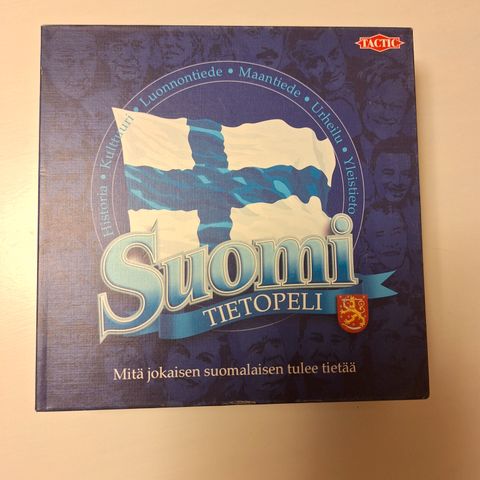 TACTIC
Historia • Kulttuuri • Luonnontiede • Maantiede • Urheilu • Yleistieto
Suomi
TIETOPELI
Mitä jokaisen suomalaisen tulee tietää